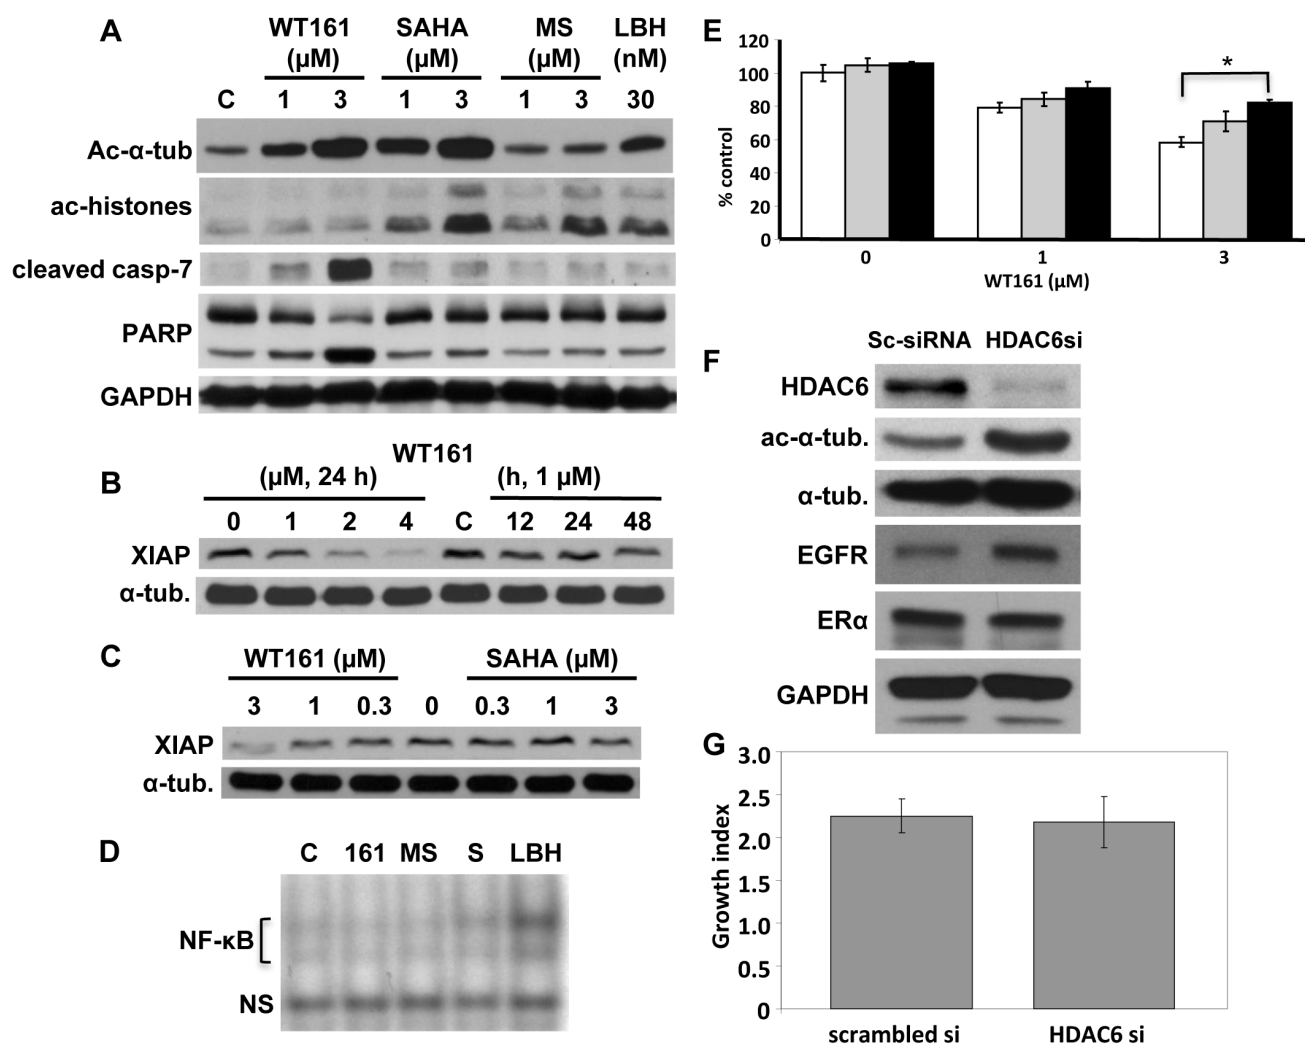 A
WT161 SAHA MS LBH
(μM) (μM) (μM) (nM)
C 1 3 1 3 1 3 30
Ac-α-tub
ac-histones
cleaved casp-7
PARP
GAPDH
B
WT161
(μM, 24 h) (h, 1 μM)
0 1 2 4 C 12 24 48
XIAP
α-tub.
C
WT161 (μM) SAHA (μM)
3 1 0.3 0 0.3 1 3
XIAP
α-tub.
D
C 161 MS S LBH
NF-κB
NS
E
% control
120
100
80
60
40
20
0
*
0 1 3
WT161 (μM)
F
Sc-siRNA HDAC6si
HDAC6
ac-α-tub.
α-tub.
EGFR
ERα
GAPDH
G
Growth index
3.0
2.5
2.0
1.0
1.0
0.5
0
scrambled si HDAC6 si